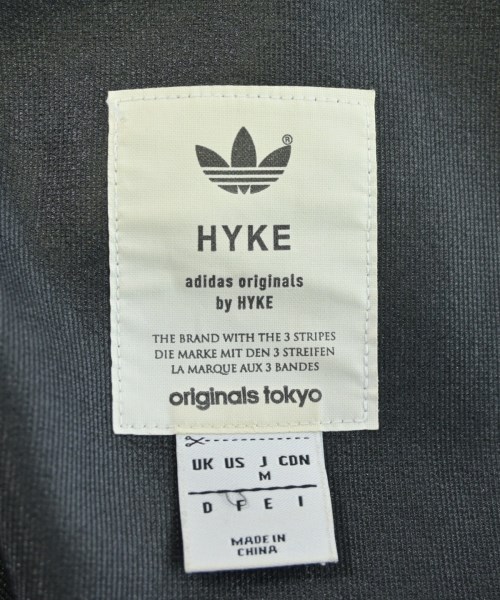 ®
HYKE
adidas originals
by HYKE
THE BRAND WITH THE 3 STRIPES
DIE MARKE MIT DEN 3 STREIFEN
LA MARQUE AUX 3 BANDES
originals tokyo
UK US J CDN
M
D F E I
MADE IN
CHINA